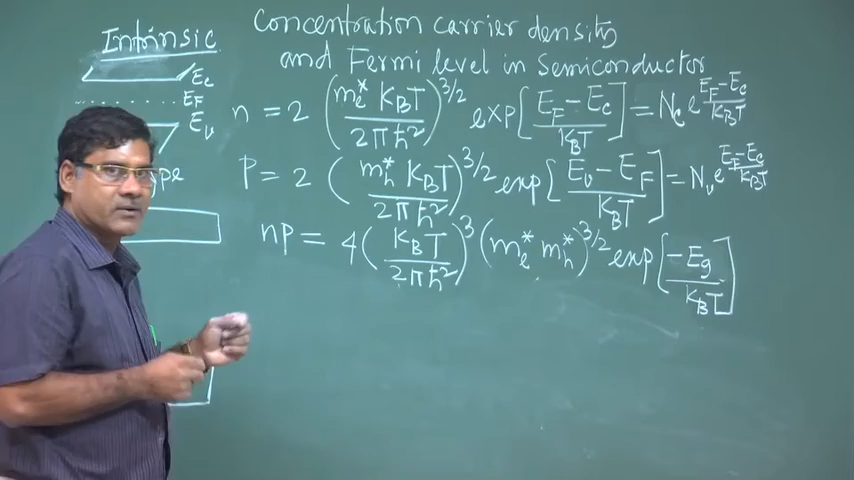 Concentration carrier density
and Fermi level in Semiconductor
Intrinsic
Ec
EF
Ev
ype
n = 2 (me* KBT / 2πħ²)^3/2 exp[EF − Ec / KBT] = Nc e^(EF − Ec / KBT)
P = 2 (mh* KBT / 2πħ²)^3/2 exp[Ev − EF / KBT] = Nv e^(EF − Ec / KBT)
np = 4 (KBT / 2πħ²)^3 (me* mh*)^3/2 exp[−Eg / KBT]